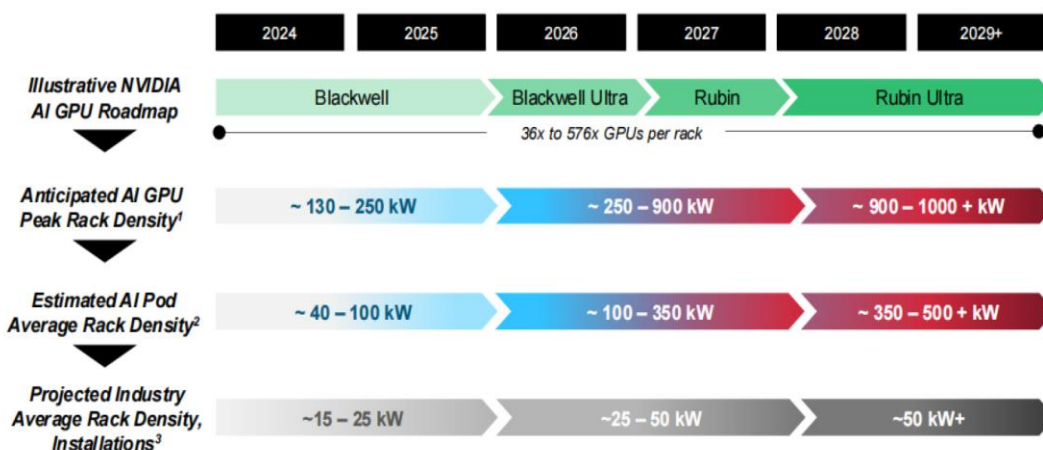 2024 2025 2026 2027 2028 2029+
Illustrative NVIDIA
AI GPU Roadmap
Blackwell Blackwell Ultra Rubin Rubin Ultra
36x to 576x GPUs per rack
Anticipated AI GPU
Peak Rack Density¹
~ 130 – 250 kW ~ 250 – 900 kW ~ 900 – 1000 + kW
Estimated AI Pod
Average Rack Density²
~ 40 – 100 kW ~ 100 – 350 kW ~ 350 – 500 + kW
Projected Industry
Average Rack Density,
Installations³
~15 – 25 kW ~25 – 50 kW ~50 kW+